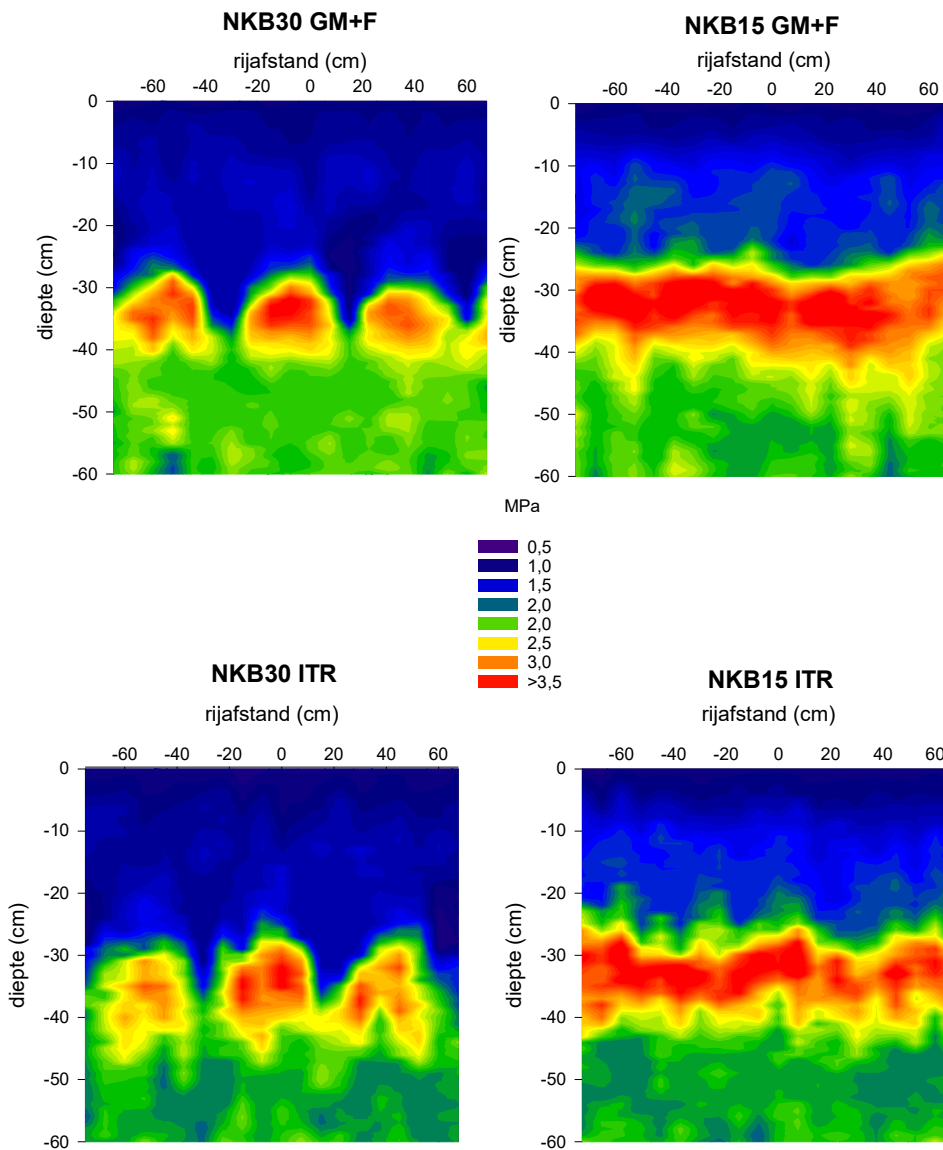 NKB30 GM+F
rijafstand (cm)
-60 -40 -20 0 20 40 60
0
-10
-20
-30
-40
-50
-60
diepte (cm)
NKB15 GM+F
rijafstand (cm)
-60 -40 -20 0 20 40 60
0
-10
-20
-30
-40
-50
-60
diepte (cm)
MPa
0,5
1,0
1,5
2,0
2,0
2,5
3,0
>3,5
NKB30 ITR
rijafstand (cm)
-60 -40 -20 0 20 40 60
0
-10
-20
-30
-40
-50
-60
diepte (cm)
NKB15 ITR
rijafstand (cm)
-60 -40 -20 0 20 40 60
0
-10
-20
-30
-40
-50
-60
diepte (cm)